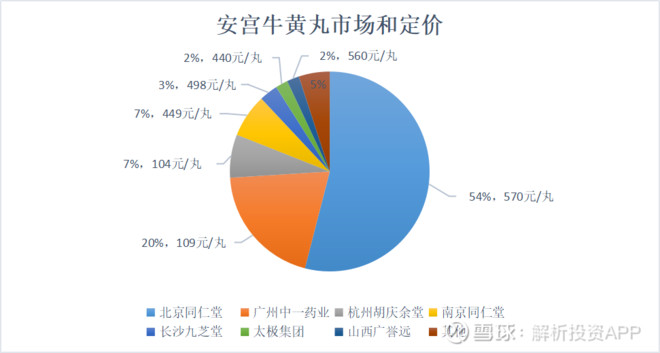 安宫牛黄丸市场和定价
2%，440元/丸
2%，560元/丸
3%，498元/丸
5%
7%，449元/丸
7%，104元/丸
54%，570元/丸
20%，109元/丸
北京同仁堂 广州中一药业 杭州胡庆余堂 南京同仁堂
长沙九芝堂 太极集团 山西广誉远 其他
雪球：解析投资APP